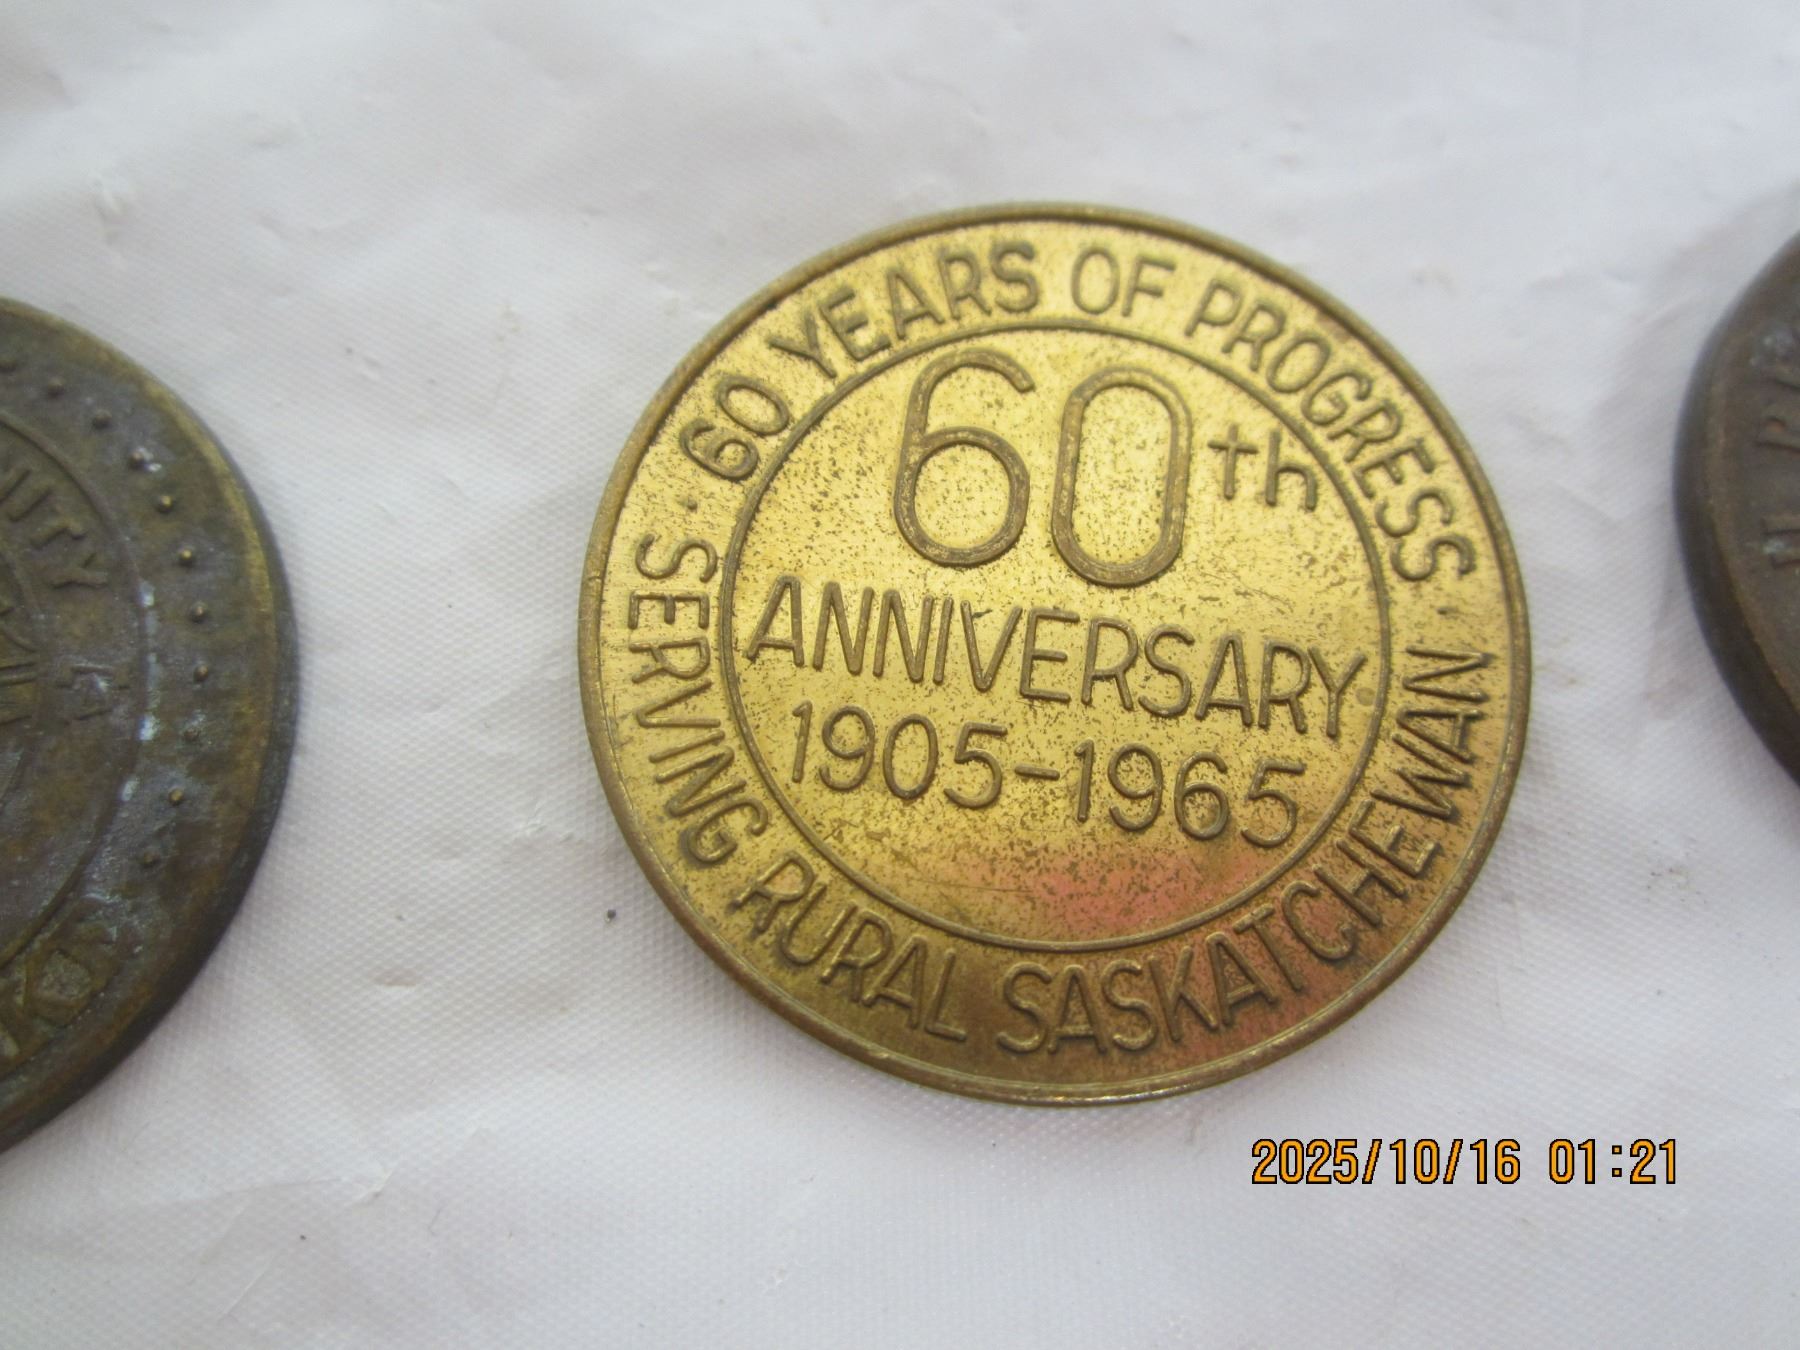 60 YEARS OF PROGRESS
60th
ANNIVERSARY
1905-1965
· SERVING RURAL SASKATCHEWAN ·
2025/10/16 01:21